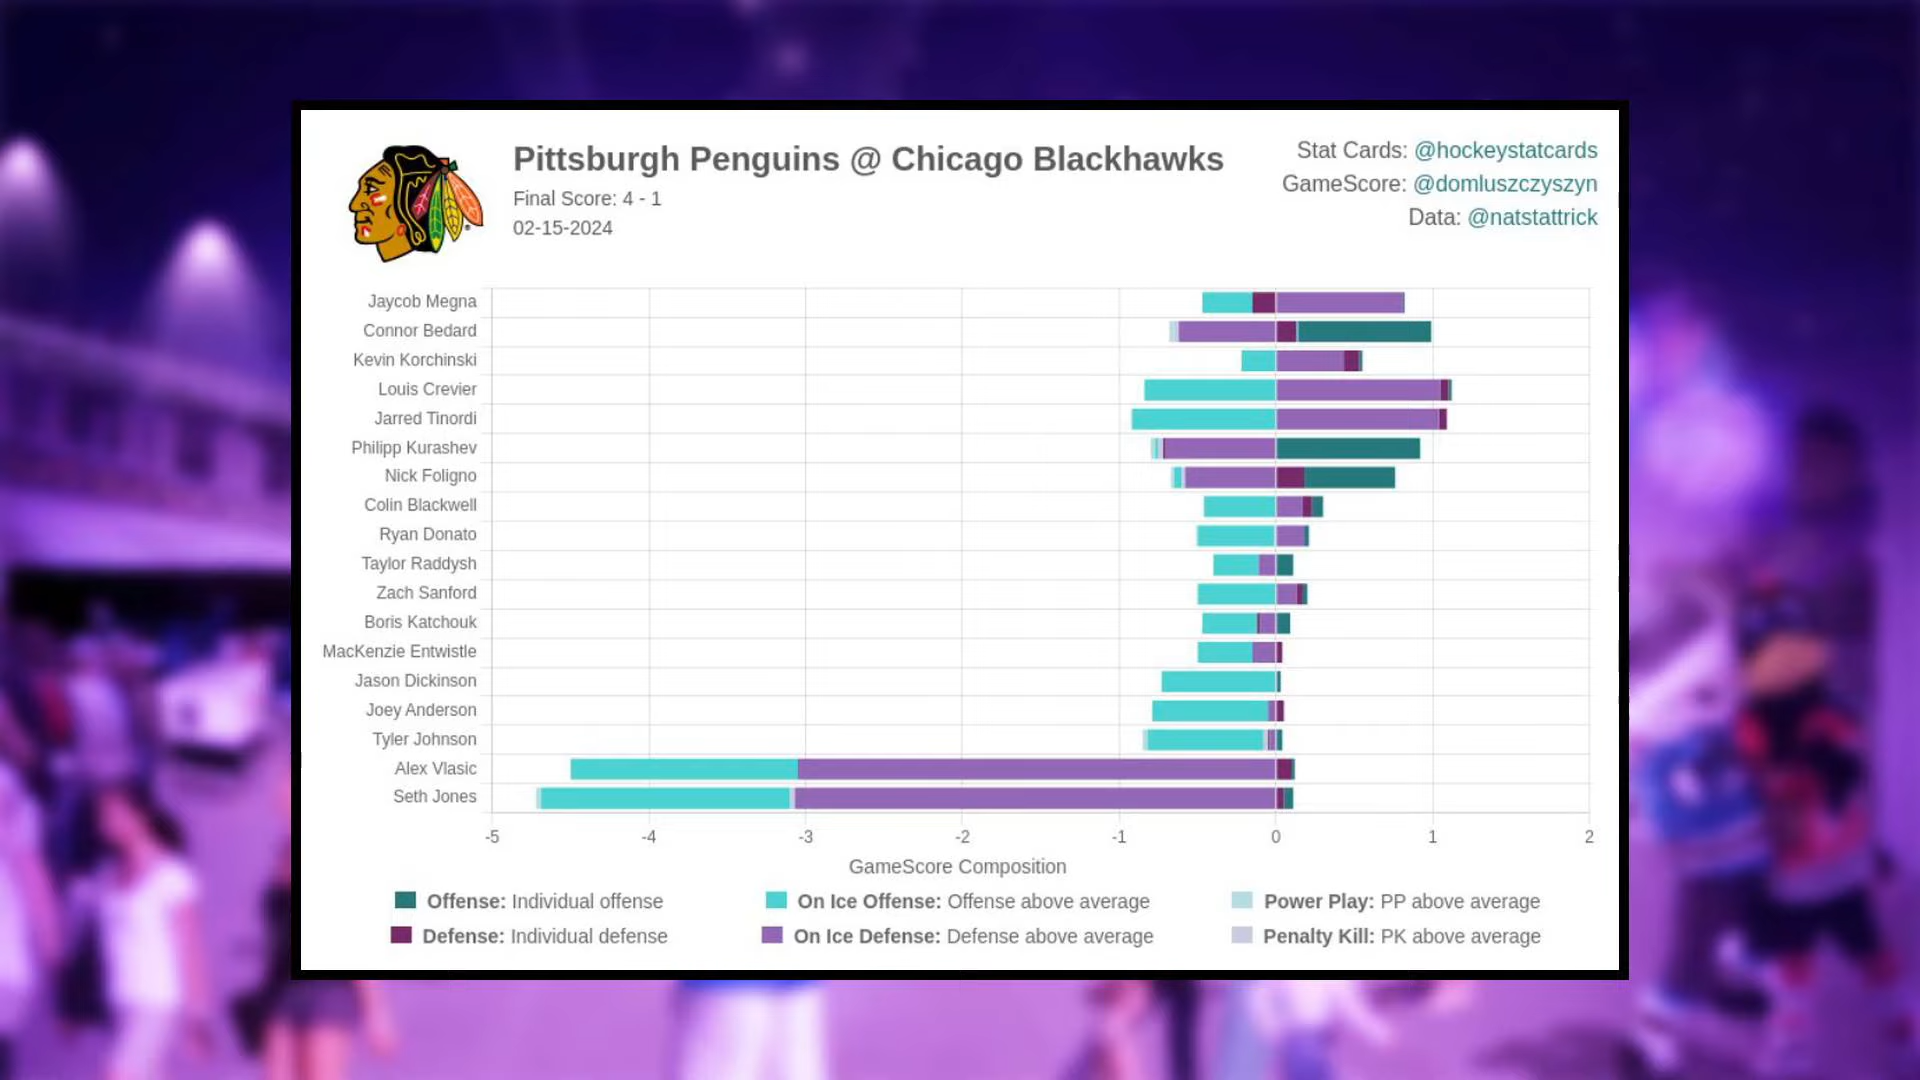 Pittsburgh Penguins @ Chicago Blackhawks
Final Score: 4 - 1
02-15-2024
Stat Cards: @hockeystatcards
GameScore: @domluszczyszyn
Data: @natstattrick
Jaycob Megna
Connor Bedard
Kevin Korchinski
Louis Crevier
Jarred Tinordi
Philipp Kurashev
Nick Foligno
Colin Blackwell
Ryan Donato
Taylor Raddysh
Zach Sanford
Boris Katchouk
MacKenzie Entwistle
Jason Dickinson
Joey Anderson
Tyler Johnson
Alex Vlasic
Seth Jones
-5 -4 -3 -2 -1 0 1 2
GameScore Composition
Offense: Individual offense On Ice Offense: Offense above average Power Play: PP above average
Defense: Individual defense On Ice Defense: Defense above average Penalty Kill: PK above average